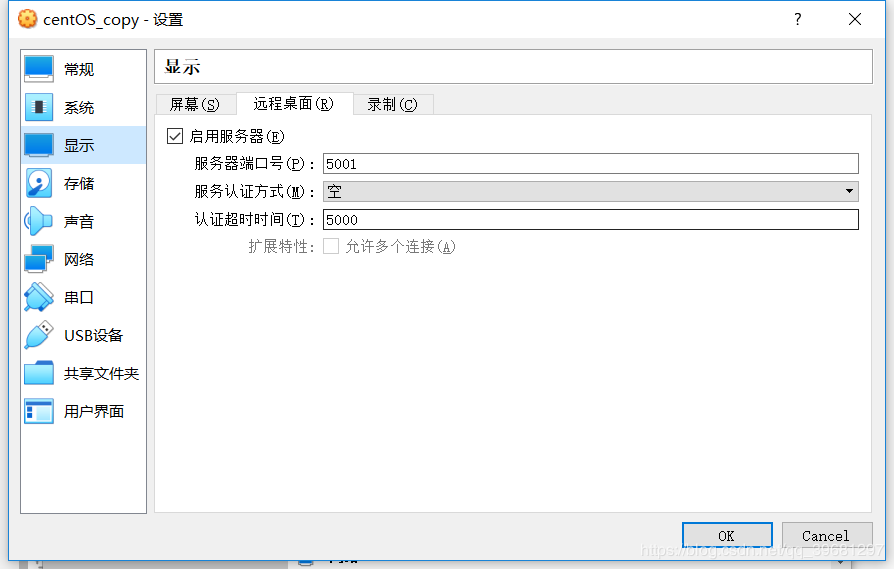 centOS_copy - 设置
?
常规
系统
显示
存储
声音
网络
串口
USB设备
共享文件夹
用户界面
显示
屏幕(S) 远程桌面(R) 录制(C)
启用服务器(E)
服务器端口号(P): 5001
服务认证方式(M): 空
认证超时时间(T): 5000
扩展特性: 允许多个连接(A)
OK Cancel
https://blog.csdn.net/qq_39681297